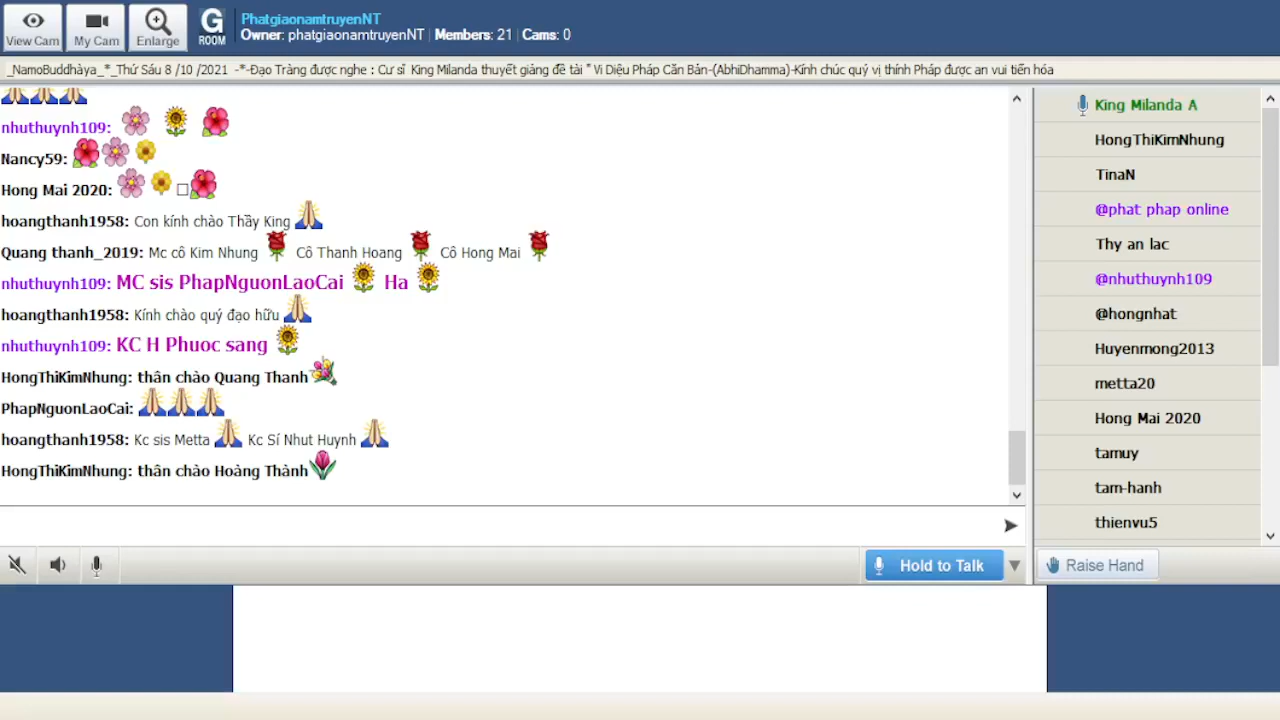 View Cam
My Cam
Enlarge
G
ROOM
PhatgiaonamtruyenNT
Owner: phatgiaonamtruyenNT | Members: 21 | Cams: 0
_NamoBuddhàya_*_Thứ Sáu 8 /10 /2021 -*-Đạo Tràng được nghe : Cư sĩ King Milanda thuyết giảng đề tài " Vi Diệu Pháp Căn Bản-(AbhiDhamma)-Kính chúc quý vị thính Pháp được an vui tiến hóa
nhuthuynh109:
Nancy59:
Hong Mai 2020:
hoangthanh1958: Con kính chào Thầy King
Quang thanh_2019: Mc cô Kim Nhung Cô Thanh Hoang Cô Hong Mai
nhuthuynh109: MC sis PhapNguonLaoCai Ha
hoangthanh1958: Kính chào quý đạo hữu
nhuthuynh109: KC H Phuoc sang
HongThiKimNhung: thân chào Quang Thanh
PhapNguonLaoCai:
hoangthanh1958: Kc sis Metta Kc Sí Nhut Huynh
HongThiKimNhung: thân chào Hoàng Thành
King Milanda A
HongThiKimNhung
TinaN
@phat phap online
Thy an lac
@nhuthuynh109
@hongnhat
Huyenmong2013
metta20
Hong Mai 2020
tamuy
tam-hanh
thienvu5
Hold to Talk
Raise Hand